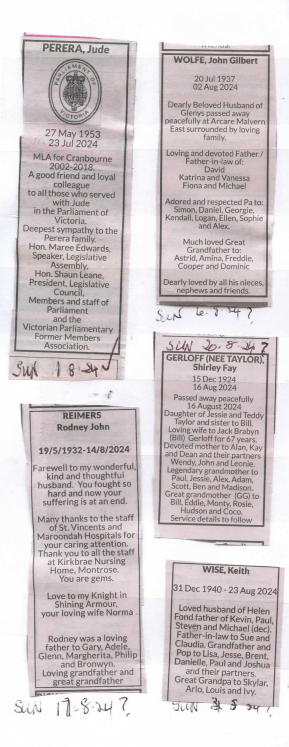 PERERA, Jude
PARLIAMENT OF
VICTORIA
27 May 1953
23 Jul 2024
MLA for Cranbourne
2002-2018.
A good friend and loyal
colleague
to all those who served
with Jude
in the Parliament of
Victoria.
Deepest sympathy to the
Perera family.
Hon. Maree Edwards,
Speaker, Legislative
Assembly,
Hon. Shaun Leane,
President, Legislative
Council,
Members and staff of
Parliament
and the
Victorian Parliamentary
Former Members
Association.
SUN 1 8-24
REIMERS
Rodney John
19/5/1932-14/8/2024
Farewell to my wonderful,
kind and thoughtful
husband. You fought so
hard and now your
suffering is at an end.
Many thanks to the staff
of St. Vincents and
Maroondah Hospitals for
your caring attention.
Thank you to all the staff
at Kirkbrae Nursing
Home, Montrose.
You are gems.
Love to my Knight in
Shining Armour,
your loving wife Norma
Rodney was a loving
father to Gary, Adele,
Glenn, Margherita, Philip
and Bronwyn.
Loving grandfather and
great grandfather
SUN 17-8-24 ?
WOLFE, John Gilbert
20 Jul 1937
02 Aug 2024
Dearly Beloved Husband of
Glenys passed away
peacefully at Arcare Malvern
East surrounded by loving
family.
Loving and devoted Father /
Father-in-law of:
David
Katrina and Vanessa
Fiona and Michael
Adored and respected Pa to:
Simon, Daniel, Georgie,
Kendall, Logan, Ellen, Sophie
and Alex.
Much loved Great
Grandfather to:
Astrid, Amina, Freddie,
Cooper and Dominic
Dearly loved by all his nieces,
nephews and friends.
SUN 6-8-24 ?
SUN 20-8-24 ?
GERLOFF (NEE TAYLOR),
Shirley Fay
15 Dec 1924
16 Aug 2024
Passed away peacefully
16 August 2024
Daughter of Jessie and Teddy
Taylor and sister to Bill.
Loving wife to Jack Brabyn
(Bill) Gerloff for 67 years.
Devoted mother to Alan, Kay
and Dean and their partners
Wendy, John and Leonie.
Legendary grandmother to
Paul, Jessie, Alex, Adam,
Scott, Ben and Madison.
Great grandmother (GG) to
Bill, Eddie, Monty, Rosie,
Hudson and Coco.
Service details to follow
WISE, Keith
31 Dec 1940 - 23 Aug 2024
Loved husband of Helen
Fond father of Kevin, Paul,
Steven and Michael (dec).
Father-in-law to Sue and
Claudia. Grandfather and
Pop to Lisa, Jesse, Brent,
Danielle, Paul and Joshua
and their partners.
Great Grandpa to Skylar,
Arlo, Louis and Ivy.
SUN 8-24 ?